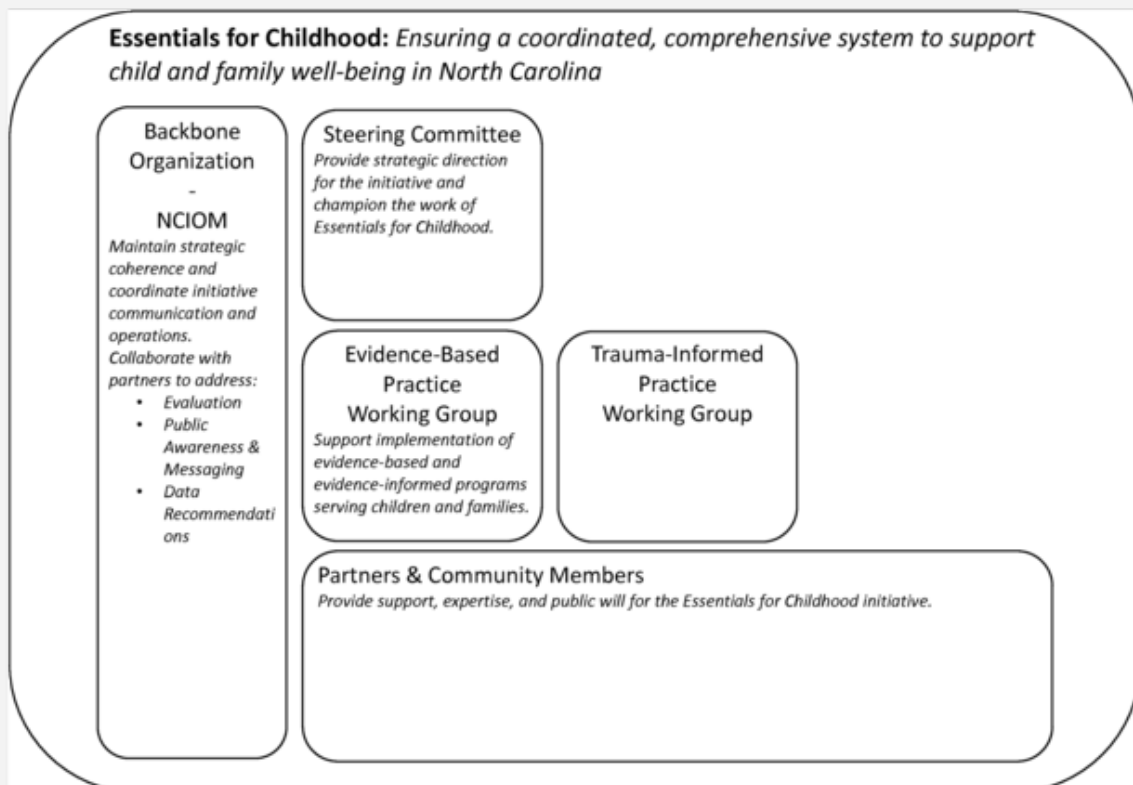 Essentials for Childhood: Ensuring a coordinated, comprehensive system to support
child and family well-being in North Carolina
Backbone
Organization
-
NCIOM
Maintain strategic
coherence and
coordinate initiative
communication and
operations.
Collaborate with
partners to address:
• Evaluation
• Public
Awareness &
Messaging
• Data
Recommendati
ons
Steering Committee
Provide strategic direction
for the initiative and
champion the work of
Essentials for Childhood.
Evidence-Based
Practice
Working Group
Support implementation of
evidence-based and
evidence-informed programs
serving children and families.
Trauma-Informed
Practice
Working Group
Partners & Community Members
Provide support, expertise, and public will for the Essentials for Childhood initiative.